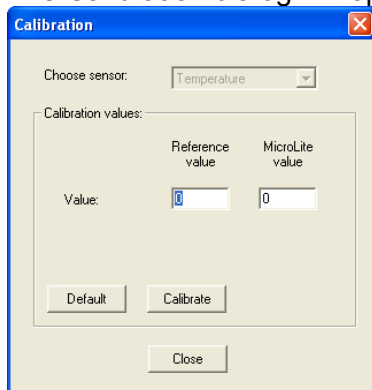 Calibration
Choose sensor: Temperature
Calibration values:
Reference value MicroLite value
Value: 0 0
Default Calibrate
Close